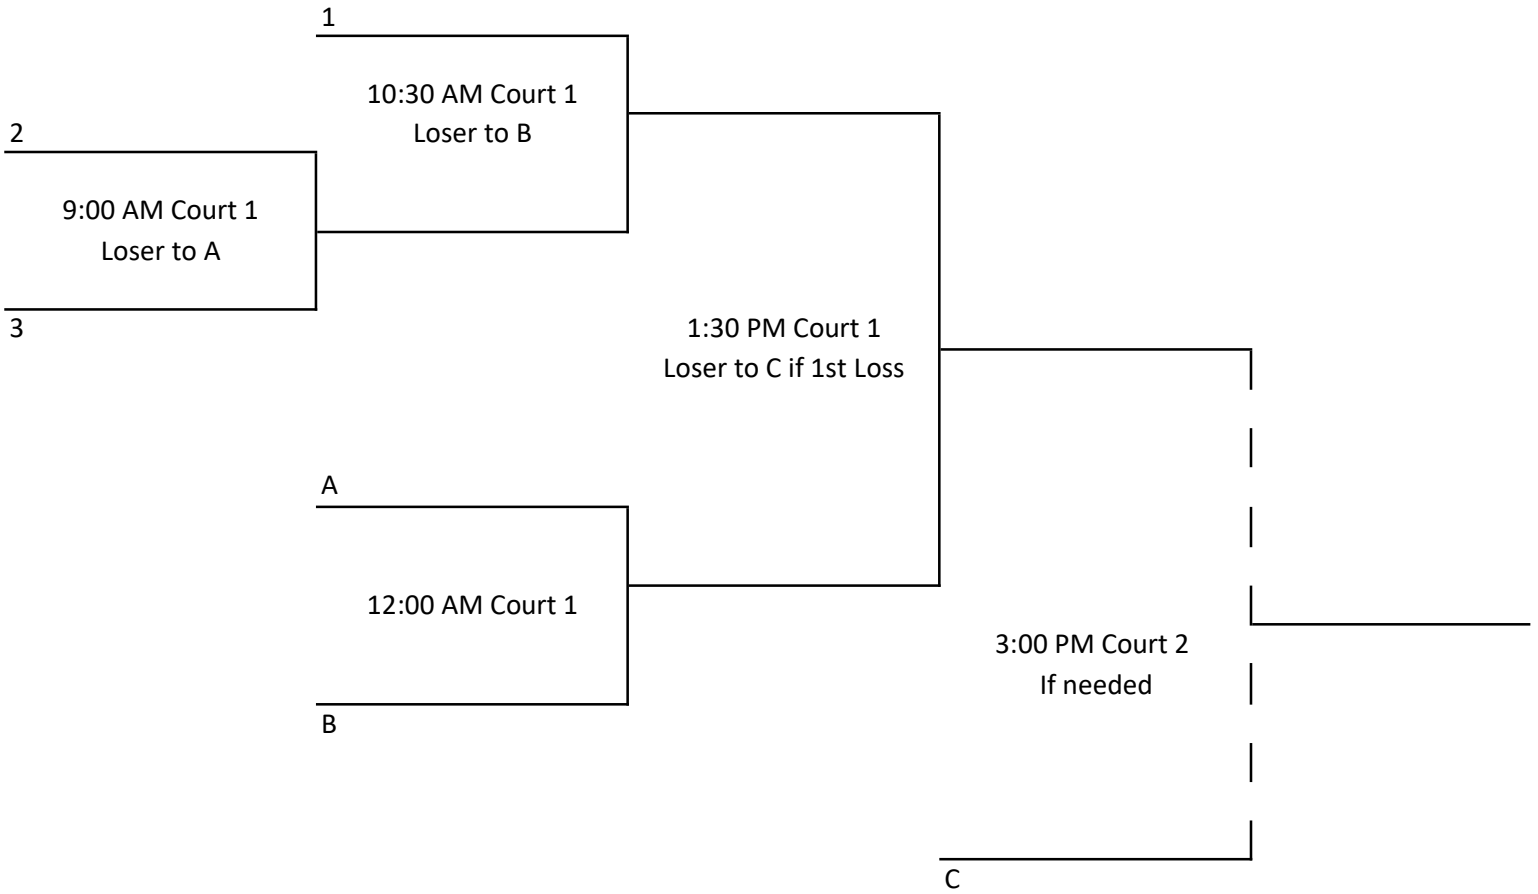 1
10:30 AM Court 1
Loser to B
2
9:00 AM Court 1
Loser to A
3
1:30 PM Court 1
Loser to C if 1st Loss
A
12:00 AM Court 1
B
3:00 PM Court 2
If needed
C